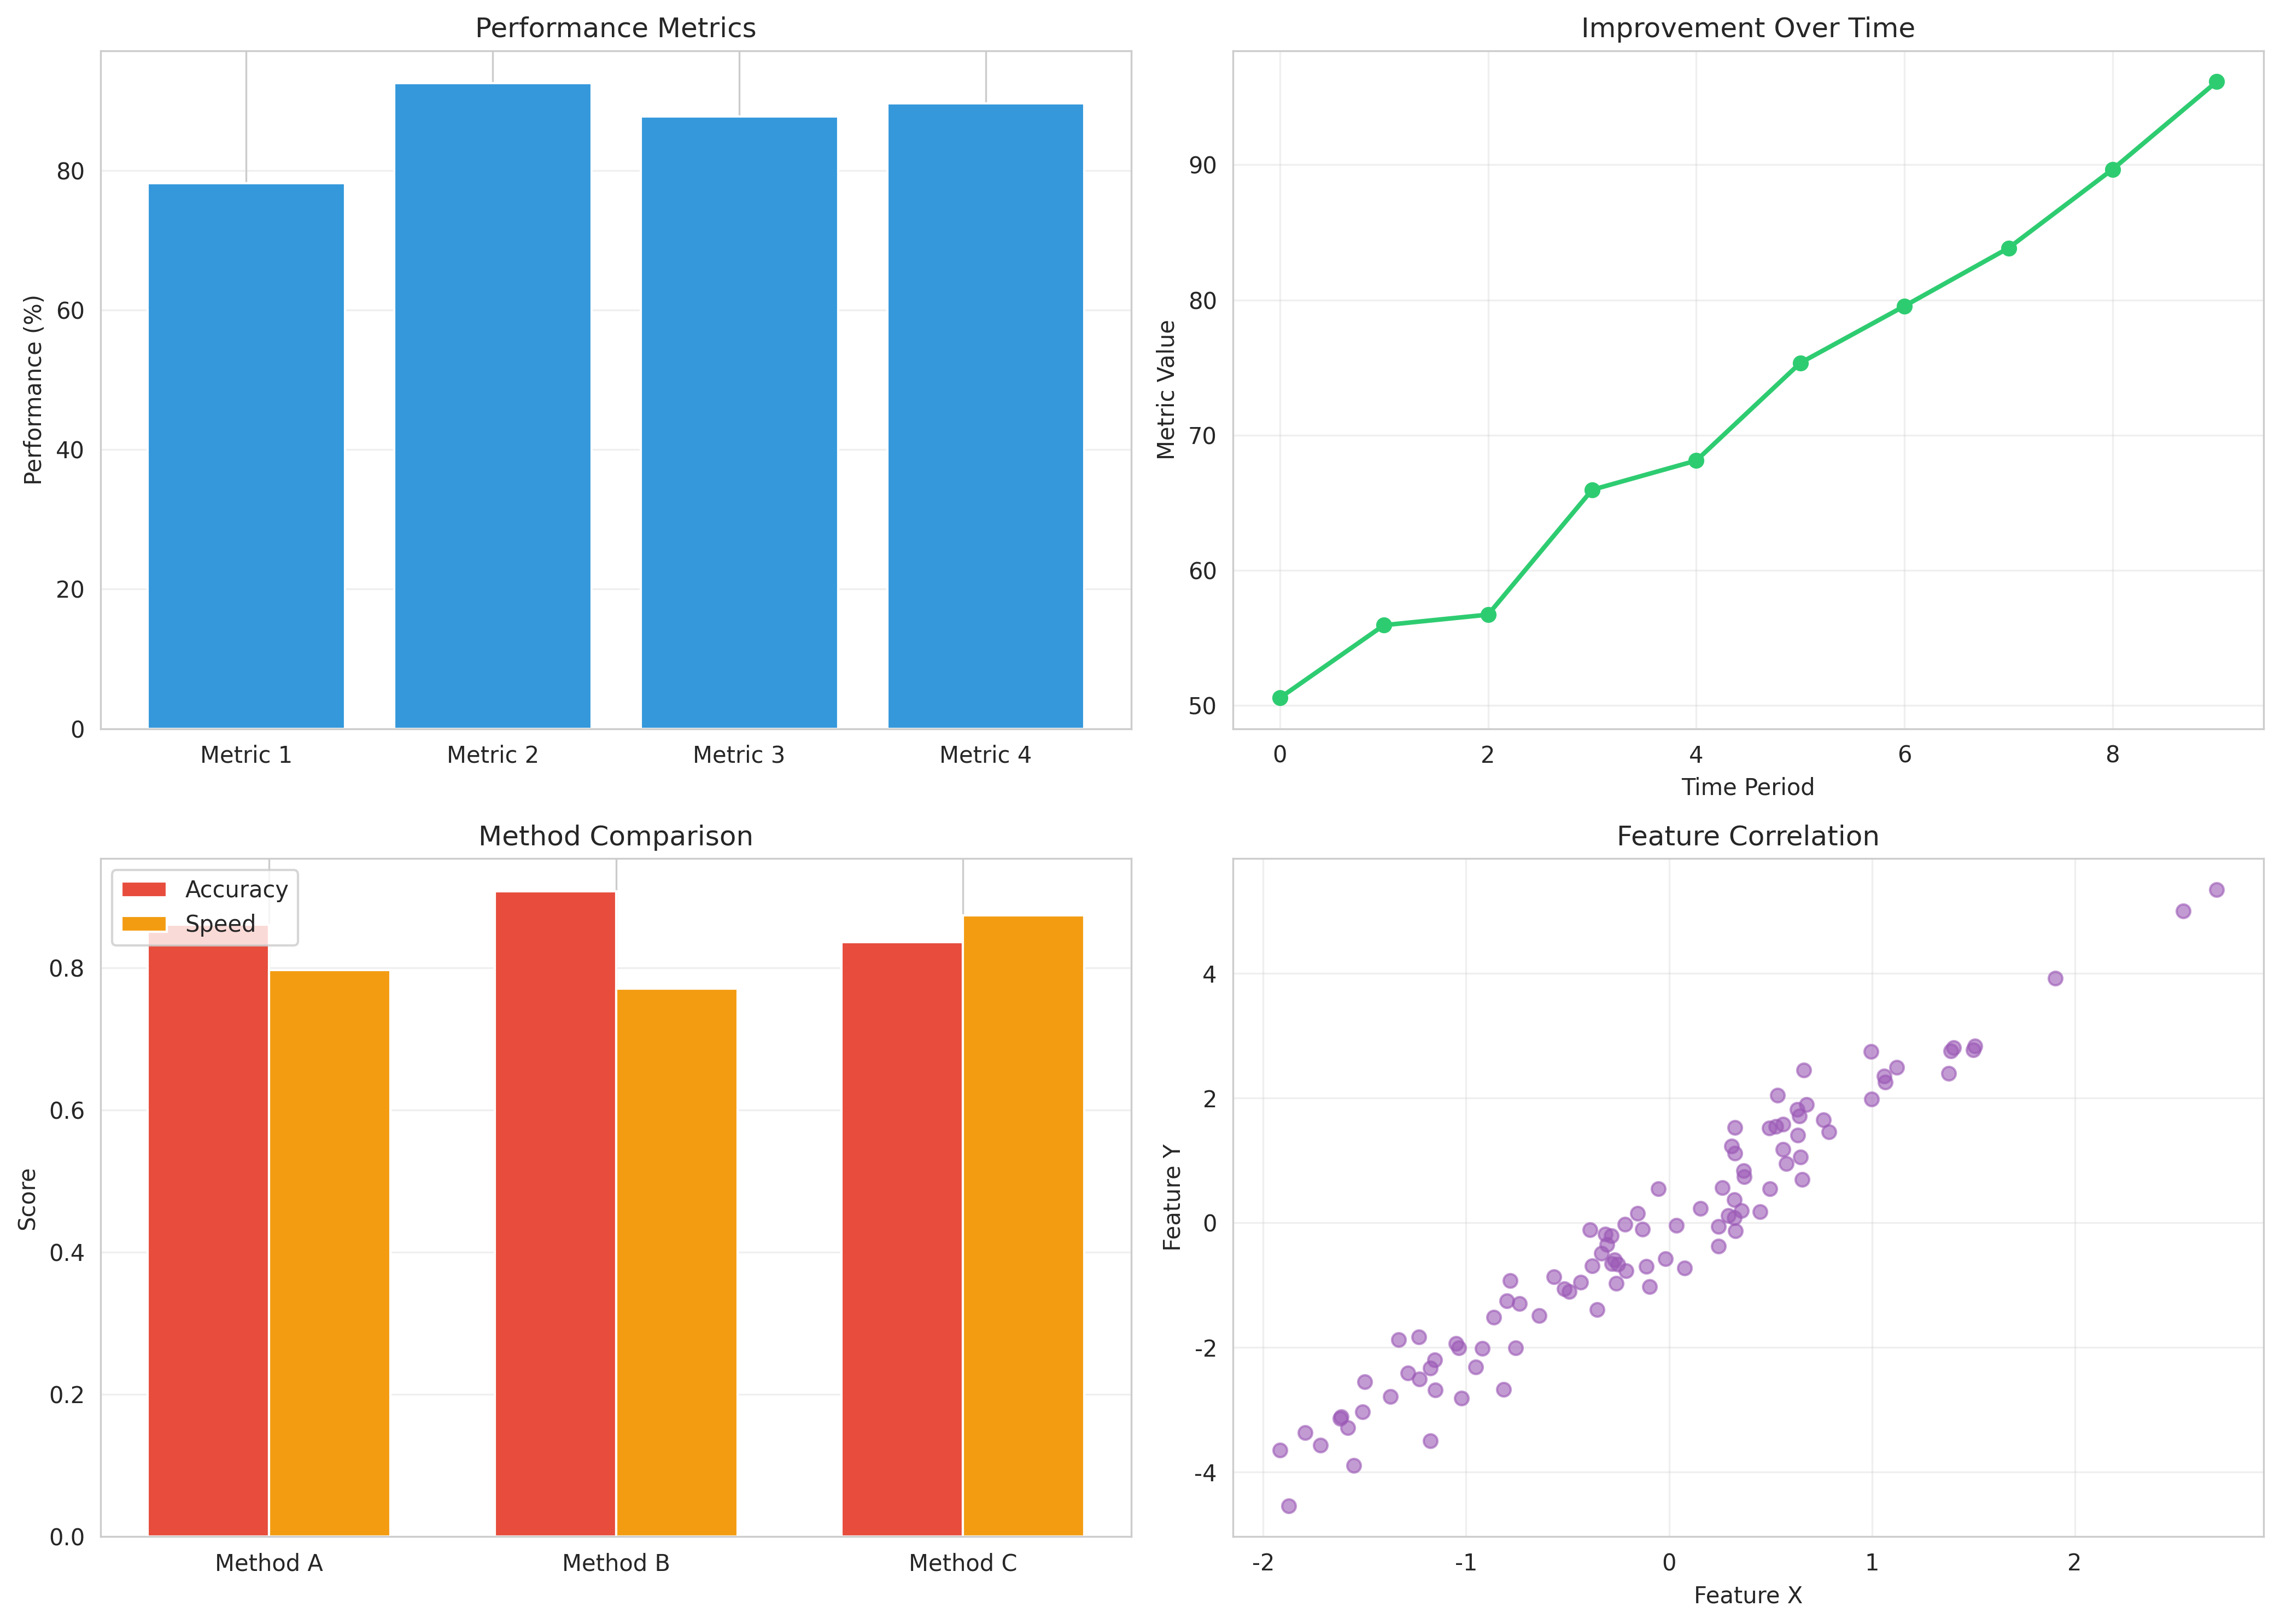 Performance Metrics
Performance (%)
80
60
40
20
0
Metric 1 Metric 2 Metric 3 Metric 4
Improvement Over Time
Metric Value
90
80
70
60
50
0 2 4 6 8
Time Period
Method Comparison
Accuracy
Speed
Score
0.8
0.6
0.4
0.2
0.0
Method A Method B Method C
Feature Correlation
Feature Y
4
2
0
-2
-4
-2 -1 0 1 2
Feature X